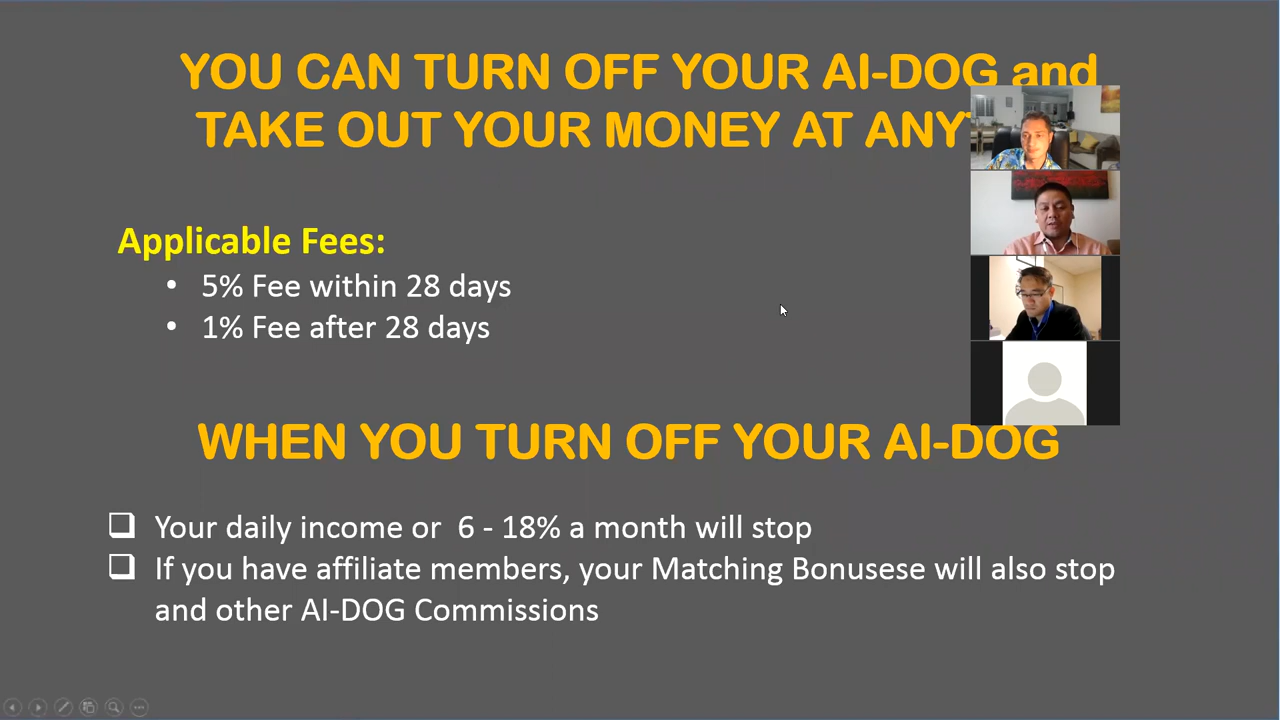 YOU CAN TURN OFF YOUR AI-DOG and
TAKE OUT YOUR MONEY AT
Applicable Fees:
• 5% Fee within 28 days
• 1% Fee after 28 days
WHEN YOU TURN OFF YOUR AI-DOG
❑ Your daily income or 6 - 18% a month will stop
❑ If you have affiliate members, your Matching Bonusese will also stop
and other AI-DOG Commissions